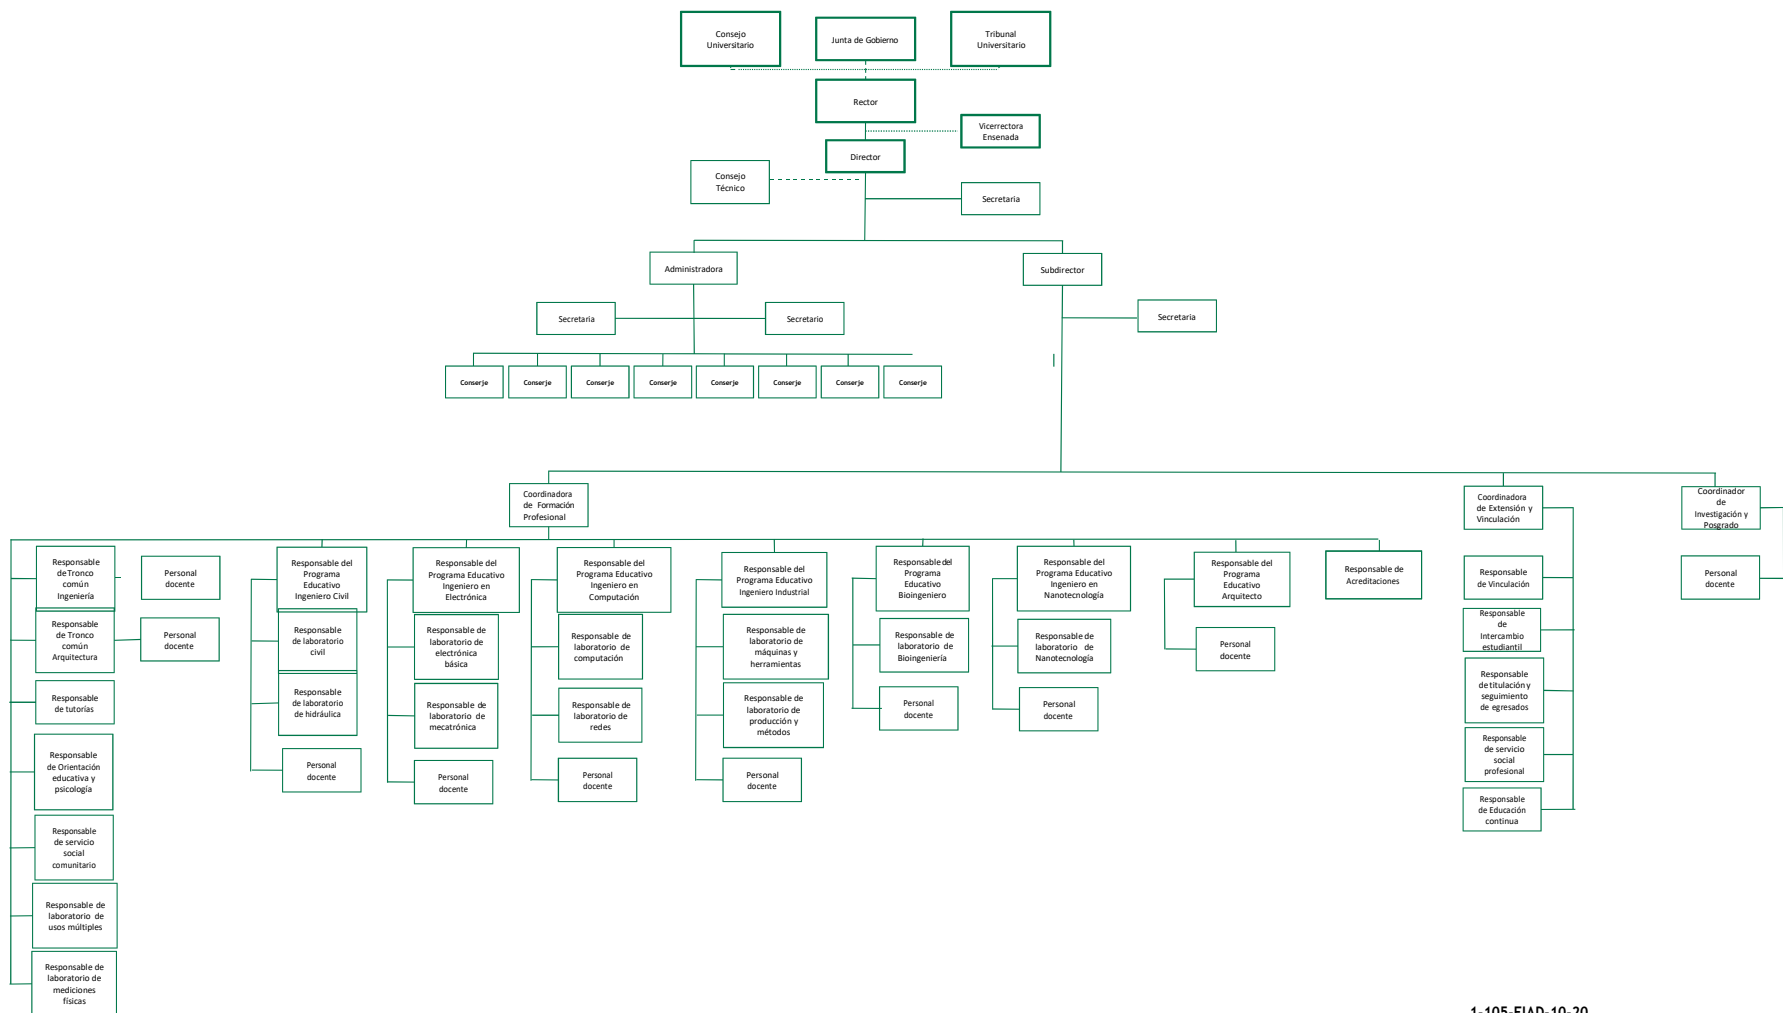 Consejo
Universitario
Junta de Gobierno
Tribunal
Universitario
Rector
Vicerrectora
Ensenada
Director
Consejo
Técnico
Secretaria
Administradora
Subdirector
Secretaria
Secretario
Secretaria
Conserje
Conserje
Conserje
Conserje
Conserje
Conserje
Conserje
Conserje
Coordinadora
de Formación
Profesional
Coordinadora
de Extensión y
Vinculación
Coordinador
de
Investigación y
Posgrado
Responsable
de Tronco
común
Ingeniería
Personal
docente
Responsable
de Tronco
común
Arquitectura
Personal
docente
Responsable
de tutorías
Responsable
de Orientación
educativa y
psicología
Responsable
de servicio
social
comunitario
Responsable de
laboratorio de
usos múltiples
Responsable de
laboratorio de
mediciones
físicas
Responsable del
Programa
Educativo
Ingeniero Civil
Responsable
de laboratorio
civil
Responsable
de laboratorio
de hidráulica
Personal
docente
Responsable del
Programa Educativo
Ingeniero en
Electrónica
Responsable de
laboratorio de
electrónica
básica
Responsable de
laboratorio de
mecatrónica
Personal
docente
Responsable del
Programa Educativo
Ingeniero en
Computación
Responsable de
laboratorio de
computación
Responsable de
laboratorio de
redes
Personal
docente
Responsable del
Programa Educativo
Ingeniero Industrial
Responsable de
laboratorio de
máquinas y
herramientas
Responsable de
laboratorio de
producción y
métodos
Personal
docente
Responsable del
Programa
Educativo
Bioingeniero
Responsable de
laboratorio de
Bioingeniería
Personal
docente
Responsable del
Programa Educativo
Ingeniero en
Nanotecnología
Responsable de
laboratorio de
Nanotecnología
Personal
docente
Responsable del
Programa
Educativo
Arquitecto
Personal
docente
Responsable de
Acreditaciones
Responsable
de Vinculación
Responsable
de
Intercambio
estudiantil
Responsable
de titulación y
seguimiento
de egresados
Responsable
de servicio
social
profesional
Responsable
de Educación
continua
Personal
docente
1-105-FIAD-10-20